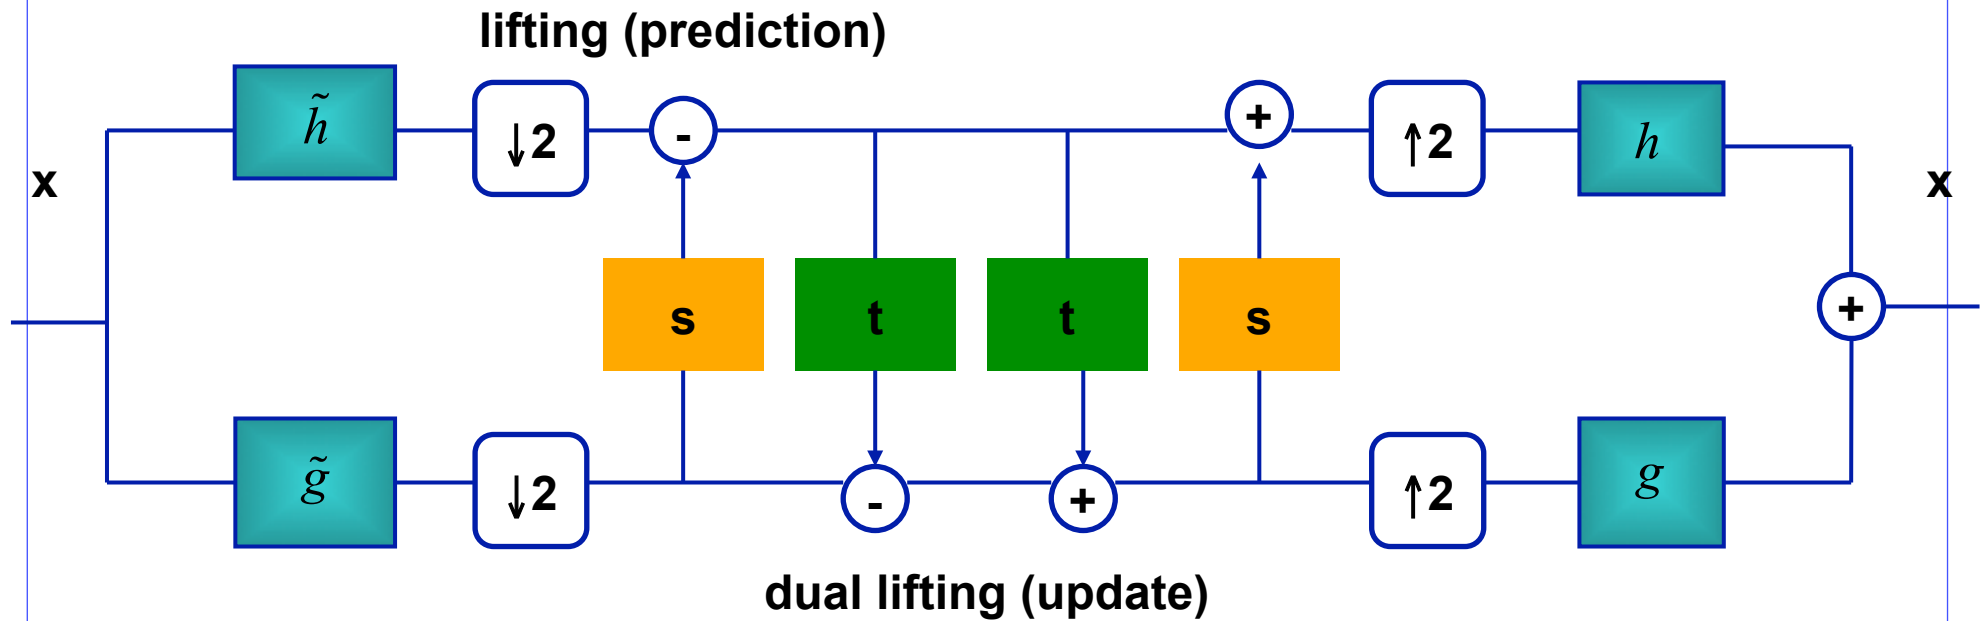 lifting (prediction)
h̃ ↓2 - + ↑2 h
x x
s t t s +
g̃ ↓2 - + ↑2 g
dual lifting (update)